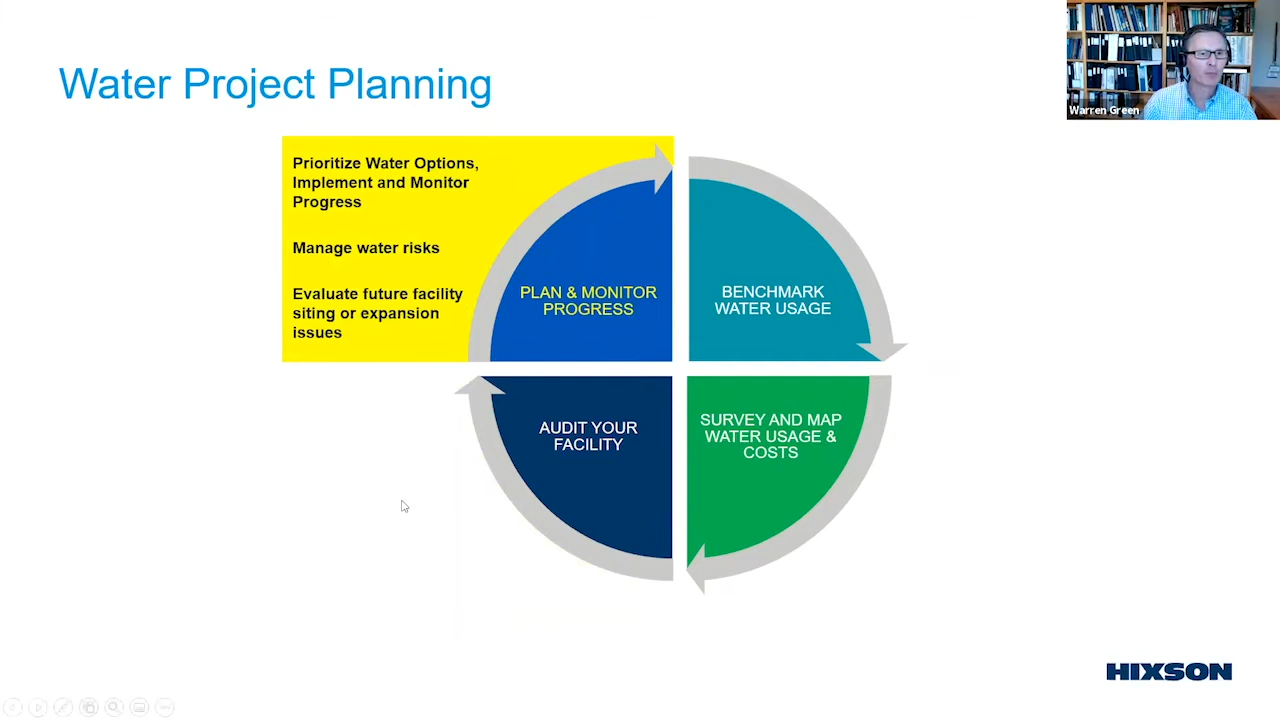 Water Project Planning
Warren Green
Prioritize Water Options,
Implement and Monitor
Progress
Manage water risks
Evaluate future facility
siting or expansion
issues
PLAN & MONITOR
PROGRESS
BENCHMARK
WATER USAGE
AUDIT YOUR
FACILITY
SURVEY AND MAP
WATER USAGE &
COSTS
HIXSON